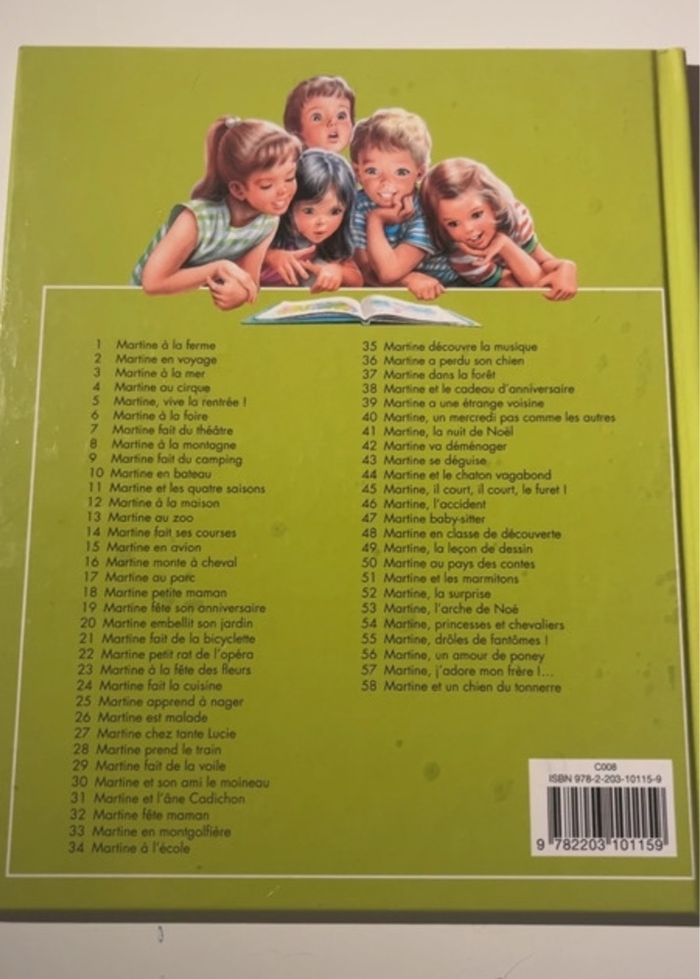 1 Martine à la ferme
2 Martine en voyage
3 Martine à la mer
4 Martine au cirque
5 Martine, vive la rentrée !
6 Martine à la foire
7 Martine fait du théâtre
8 Martine à la montagne
9 Martine fait du camping
10 Martine en bateau
11 Martine et les quatre saisons
12 Martine à la maison
13 Martine au zoo
14 Martine fait ses courses
15 Martine en avion
16 Martine monte à cheval
17 Martine au parc
18 Martine petite maman
19 Martine fête son anniversaire
20 Martine embellit son jardin
21 Martine fait de la bicyclette
22 Martine petit rat de l'opéra
23 Martine à la fête des fleurs
24 Martine fait la cuisine
25 Martine apprend à nager
26 Martine est malade
27 Martine chez tante Lucie
28 Martine prend le train
29 Martine fait de la voile
30 Martine et son ami le moineau
31 Martine et l'âne Cadichon
32 Martine fête maman
33 Martine en montgolfière
34 Martine à l'école
35 Martine découvre la musique
36 Martine a perdu son chien
37 Martine dans la forêt
38 Martine et le cadeau d'anniversaire
39 Martine a une étrange voisine
40 Martine, un mercredi pas comme les autres
41 Martine, la nuit de Noël
42 Martine va déménager
43 Martine se déguise
44 Martine et le chaton vagabond
45 Martine, il court, il court, le furet !
46 Martine, l'accident
47 Martine baby-sitter
48 Martine en classe de découverte
49 Martine, la leçon de dessin
50 Martine au pays des contes
51 Martine et les marmitons
52 Martine, la surprise
53 Martine, l'arche de Noé
54 Martine, princesses et chevaliers
55 Martine, drôles de fantômes !
56 Martine, un amour de poney
57 Martine, j'adore mon frère !...
58 Martine et un chien du tonnerre
C008
ISBN 978-2-203-10115-9
9 782203 101159